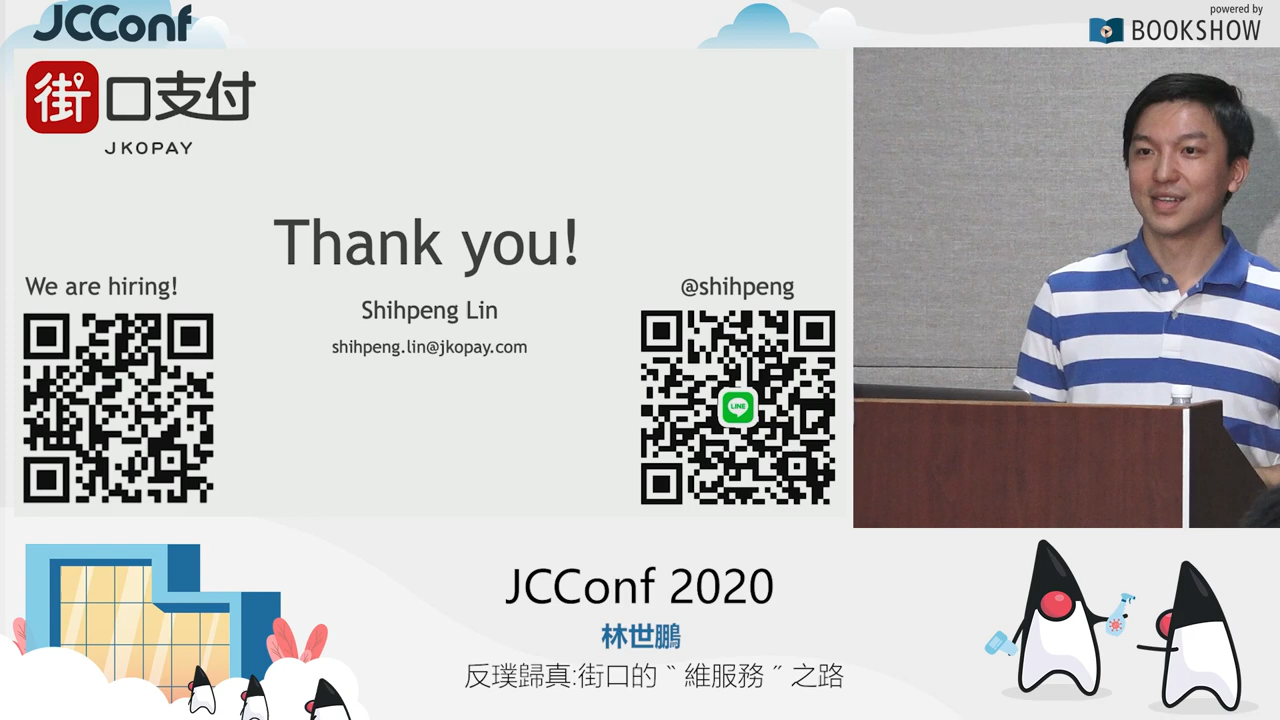 JCConf
powered by
BOOKSHOW
街口支付
JKOPAY
Thank you!
We are hiring!
@shihpeng
Shihpeng Lin
shihpeng.lin@jkopay.com
LINE
JCConf 2020
林世鵬
反璞歸真:街口的〝維服務〞之路